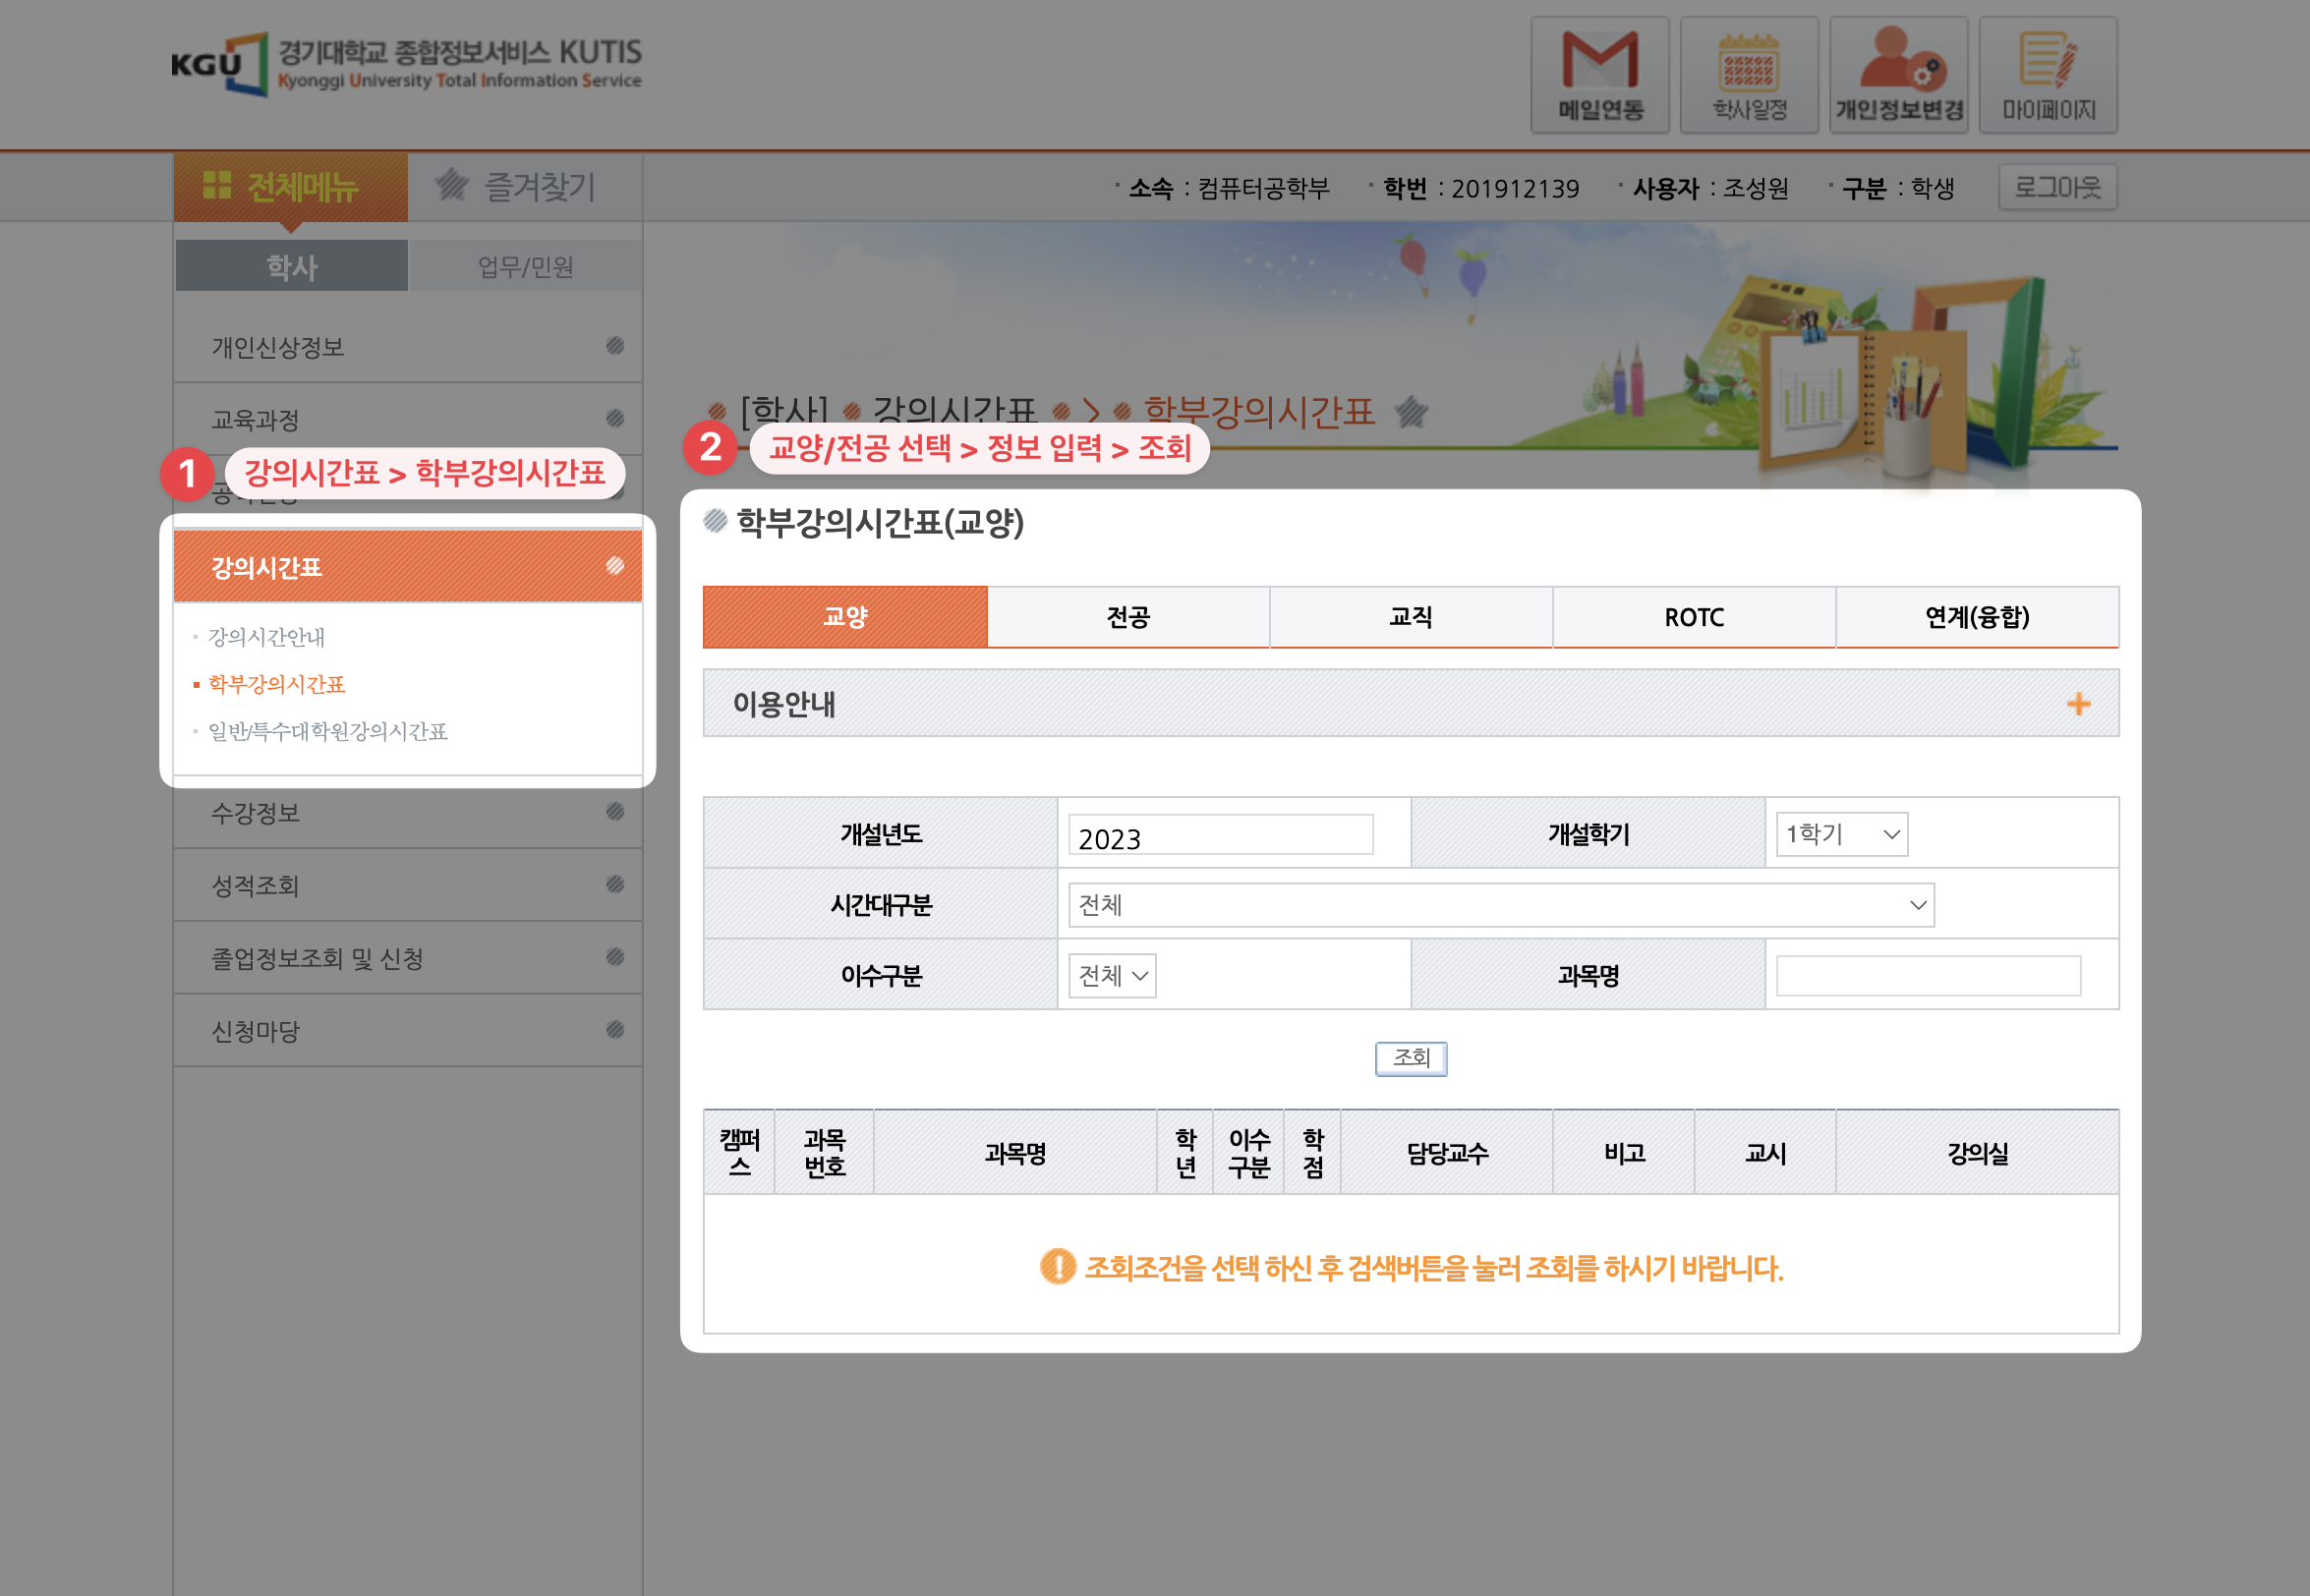 KGU 경기대학교 종합정보서비스 KUTIS
Kyonggi University Total Information Service
메일연동
학사일정
개인정보변경
마이페이지
전체메뉴
즐겨찾기
소속 : 컴퓨터공학부
학번 : 201912139
사용자 : 조성원
구분 : 학생
로그아웃
학사
업무/민원
개인신상정보
교육과정
1 강의시간표 > 학부강의시간표
강의시간표
강의시간안내
학부강의시간표
일반/특수대학원강의시간표
수강정보
성적조회
졸업정보조회 및 신청
신청마당
[학사] 강의시간표 > 학부강의시간표
2 교양/전공 선택 > 정보 입력 > 조회
학부강의시간표(교양)
교양 전공 교직 ROTC 연계(융합)
이용안내
개설년도 2023 개설학기 1학기
시간대구분 전체
이수구분 전체 과목명
조회
캠퍼스 과목번호 과목명 학년 이수구분 학점 담당교수 비고 교시 강의실
조회조건을 선택 하신 후 검색버튼을 눌러 조회를 하시기 바랍니다.